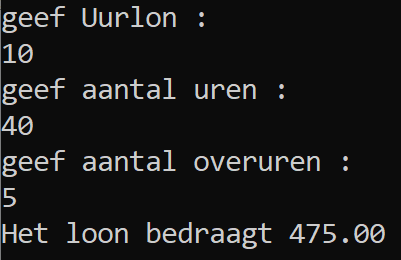 geef Uurlon :
10
geef aantal uren :
40
geef aantal overuren :
5
Het loon bedraagt 475.00